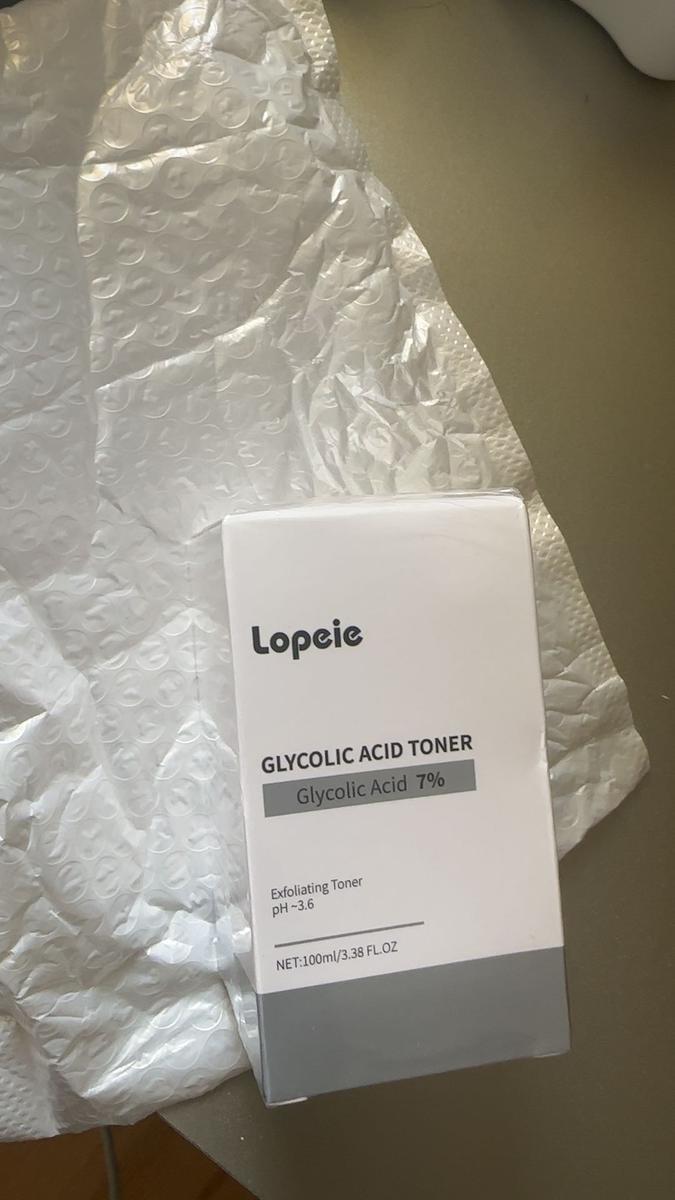 Lopeie
GLYCOLIC ACID TONER
Glycolic Acid 7%
Exfoliating Toner
pH ~3.6
NET:100ml/3.38 FL.OZ